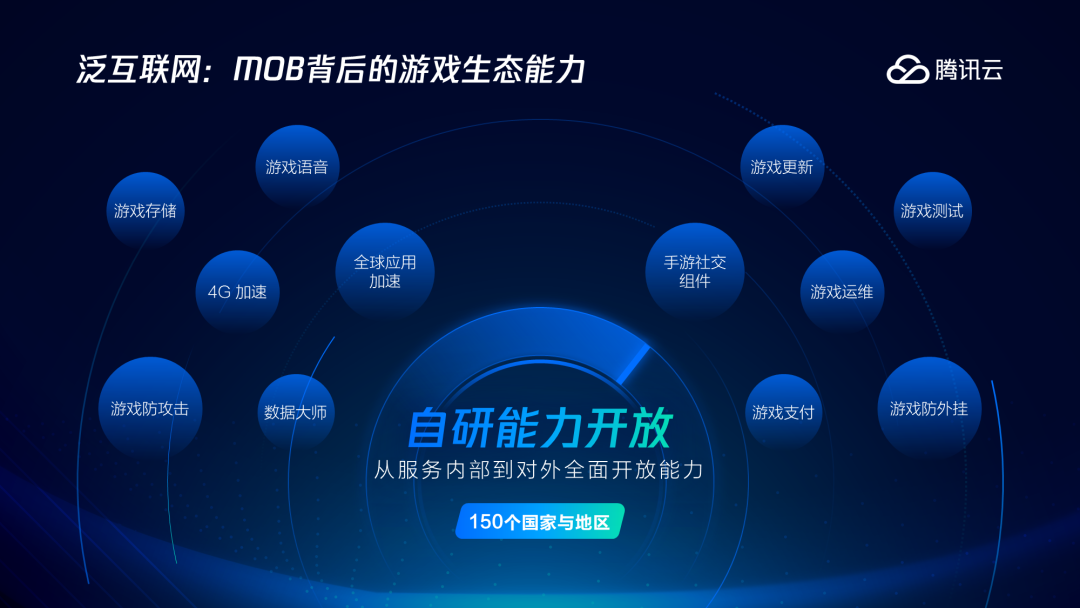 泛互联网：MOB背后的游戏生态能力
腾讯云
游戏语音
游戏更新
游戏存储
游戏测试
全球应用
加速
手游社交
组件
4G 加速
游戏运维
游戏防攻击
数据大师
游戏支付
游戏防外挂
自研能力开放
从服务内部到对外全面开放能力
150个国家与地区